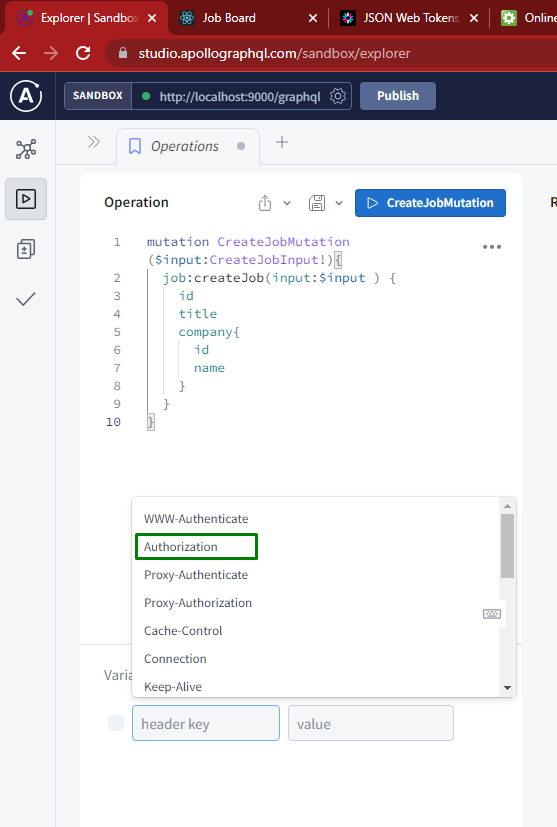 Explorer | Sandbox
Job Board
JSON Web Tokens
Online
studio.apollographql.com/sandbox/explorer
SANDBOX
http://localhost:9000/graphql
Publish
Operations
Operation
CreateJobMutation
R
1 mutation CreateJobMutation
($input:CreateJobInput!){
2 job:createJob(input:$input ) {
3 id
4 title
5 company{
6 id
7 name
8 }
9 }
10 }
WWW-Authenticate
Authorization
Proxy-Authenticate
Proxy-Authorization
Cache-Control
Connection
Keep-Alive
header key
value